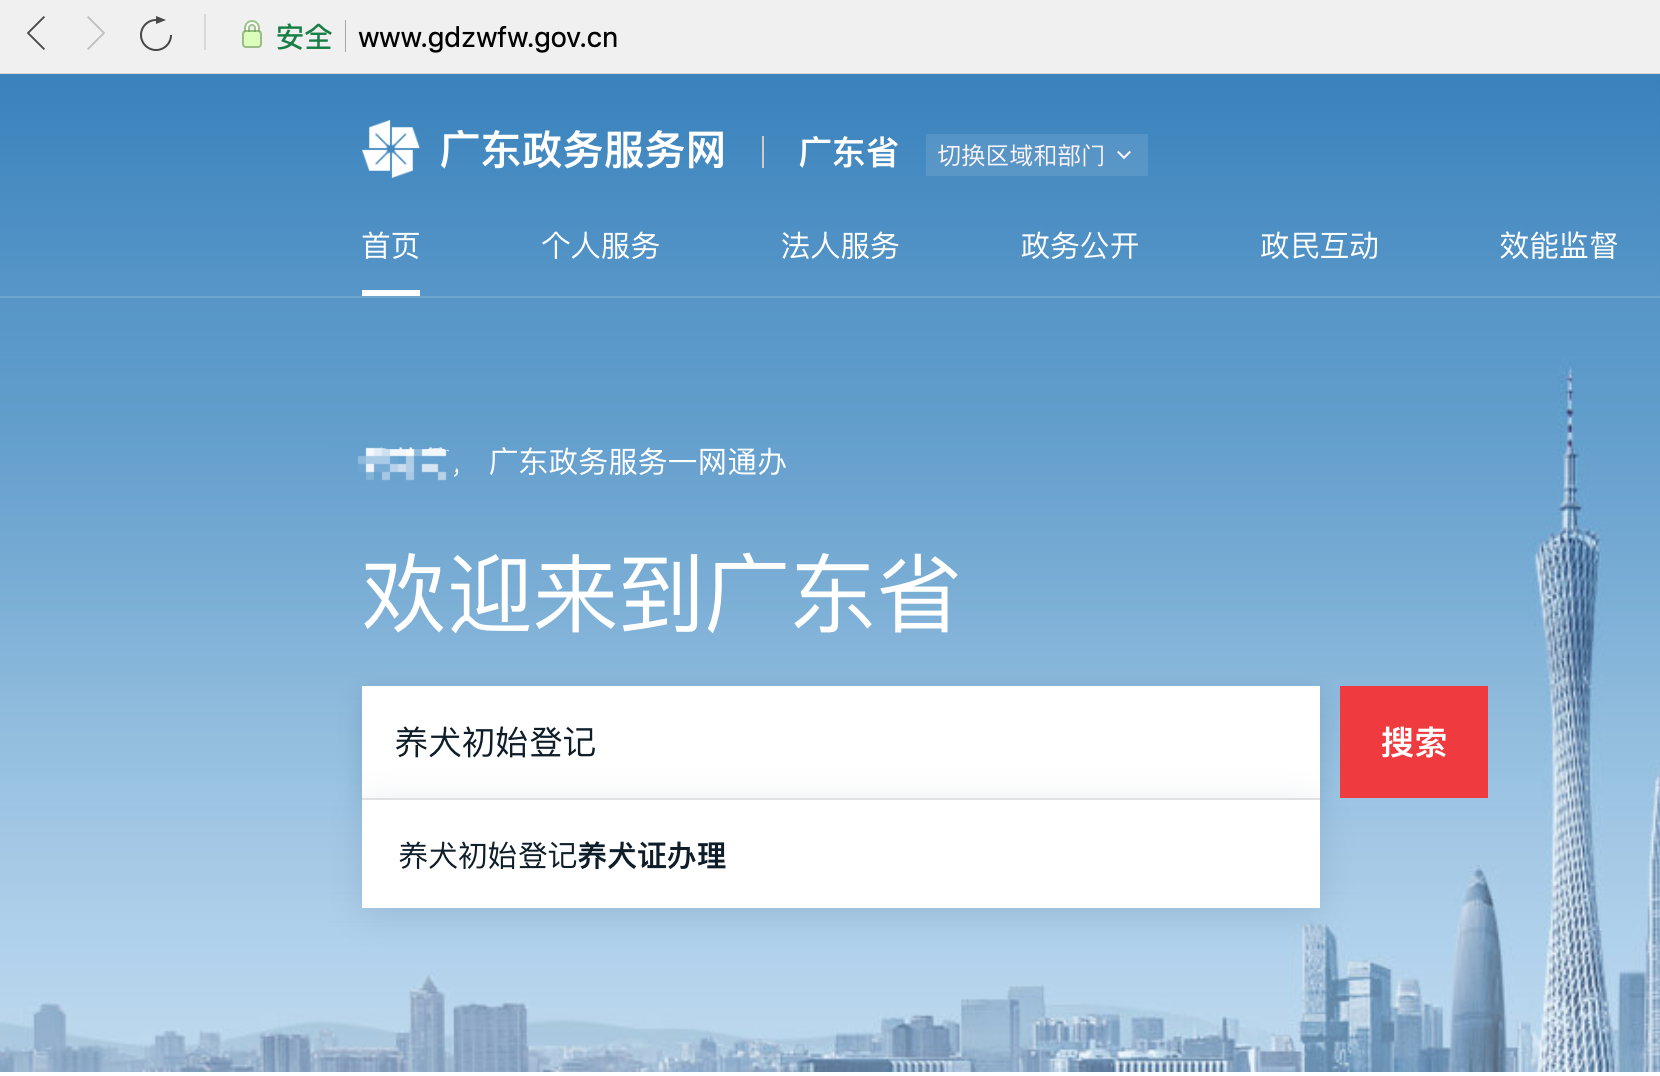 安全 www.gdzwfw.gov.cn
广东政务服务网 广东省 切换区域和部门
首页 个人服务 法人服务 政务公开 政民互动 效能监督
， 广东政务服务一网通办
欢迎来到广东省
养犬初始登记 搜索
养犬初始登记养犬证办理